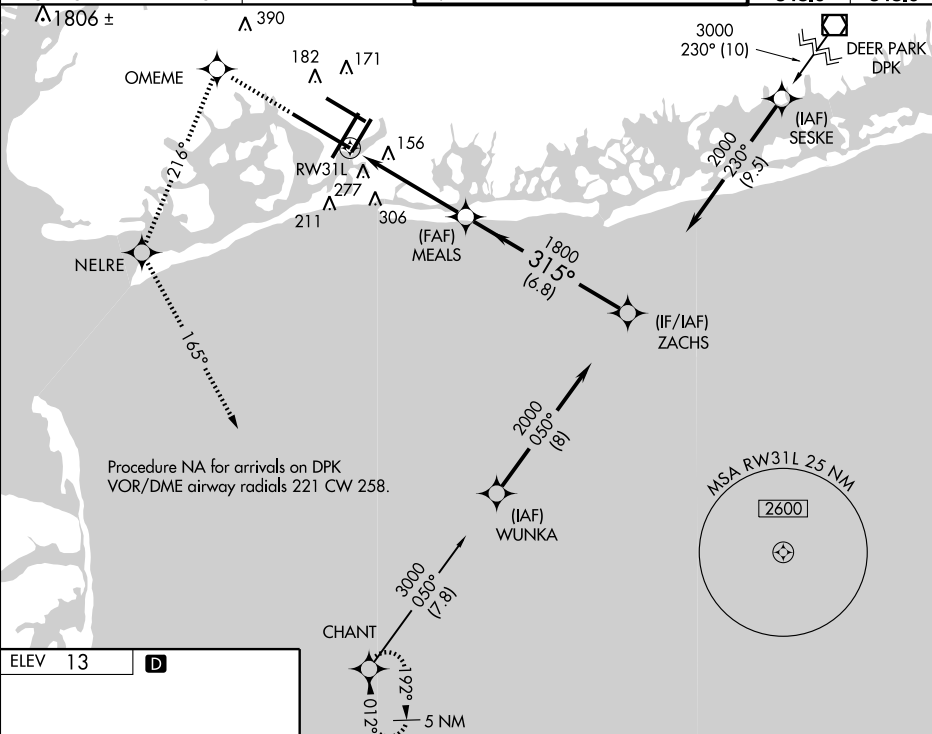 1806 ±
390
3000
230° (10)
DEER PARK
DPK
182
171
OMEME
(IAF)
SESKE
2000
230°
(9.5)
156
RW31L
277
211
306
216°
(FAF)
MEALS
NELRE
1800
315°
(6.8)
(IF/IAF)
ZACHS
165°
2000
050°
(8)
Procedure NA for arrivals on DPK
VOR/DME airway radials 221 CW 258.
MSA RW31L 25 NM
2600
(IAF)
WUNKA
3000
050°
(7.8)
CHANT
ELEV 13
D
192°
012°
5 NM